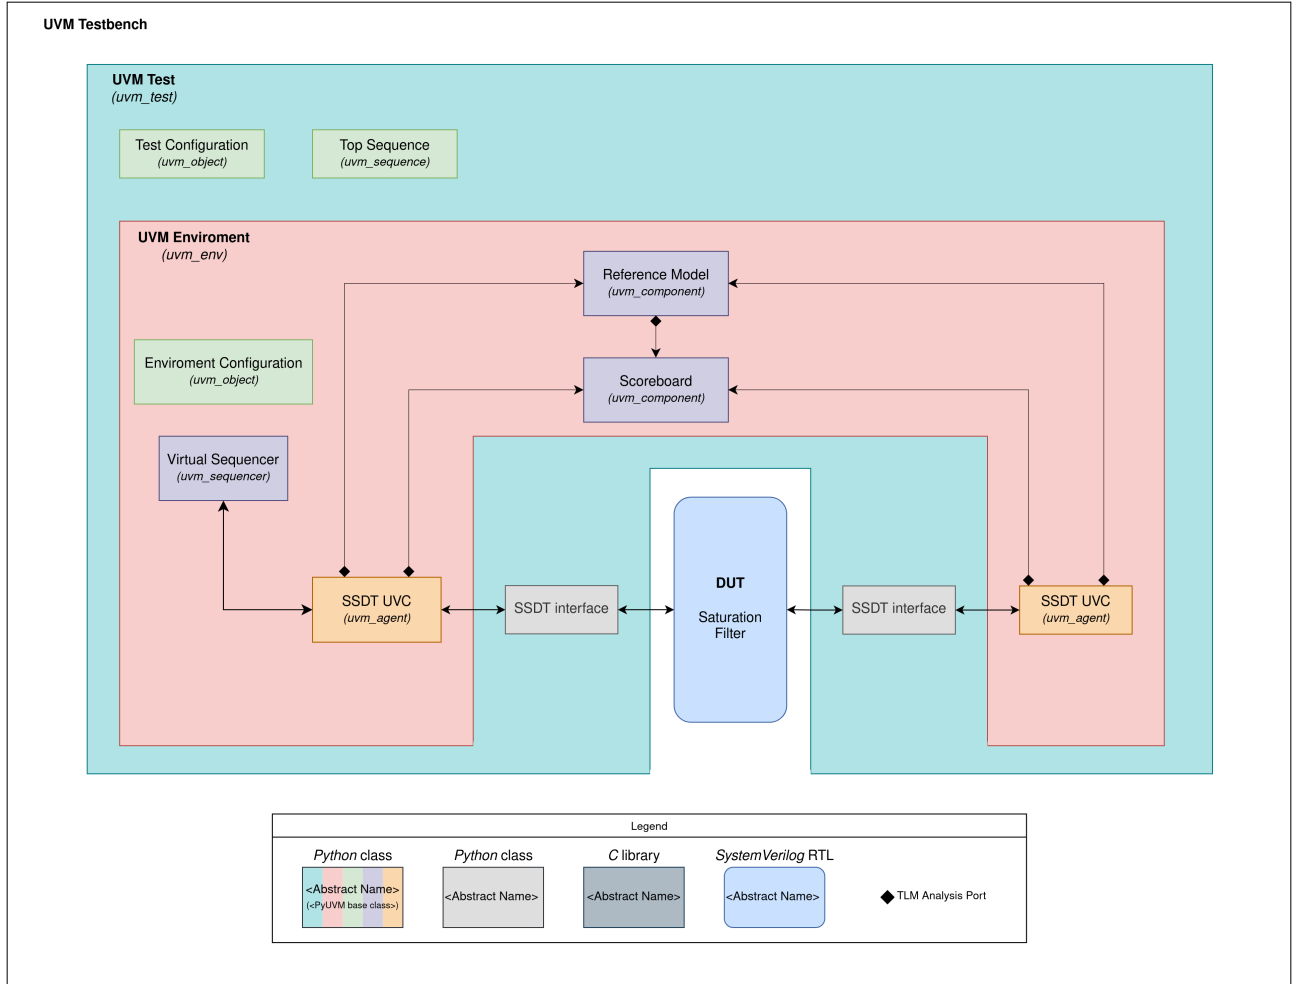 UVM Testbench
UVM Test
(uvm_test)
Test Configuration
(uvm_object)
Top Sequence
(uvm_sequence)
UVM Enviroment
(uvm_env)
Reference Model
(uvm_component)
Enviroment Configuration
(uvm_object)
Scoreboard
(uvm_component)
Virtual Sequencer
(uvm_sequencer)
SSDT UVC
(uvm_agent)
SSDT interface
DUT
Saturation
Filter
SSDT interface
SSDT UVC
(uvm_agent)
Legend
Python class
<Abstract Name>
(<PyUVM base class>)
Python class
<Abstract Name>
C library
<Abstract Name>
SystemVerilog RTL
<Abstract Name>
TLM Analysis Port